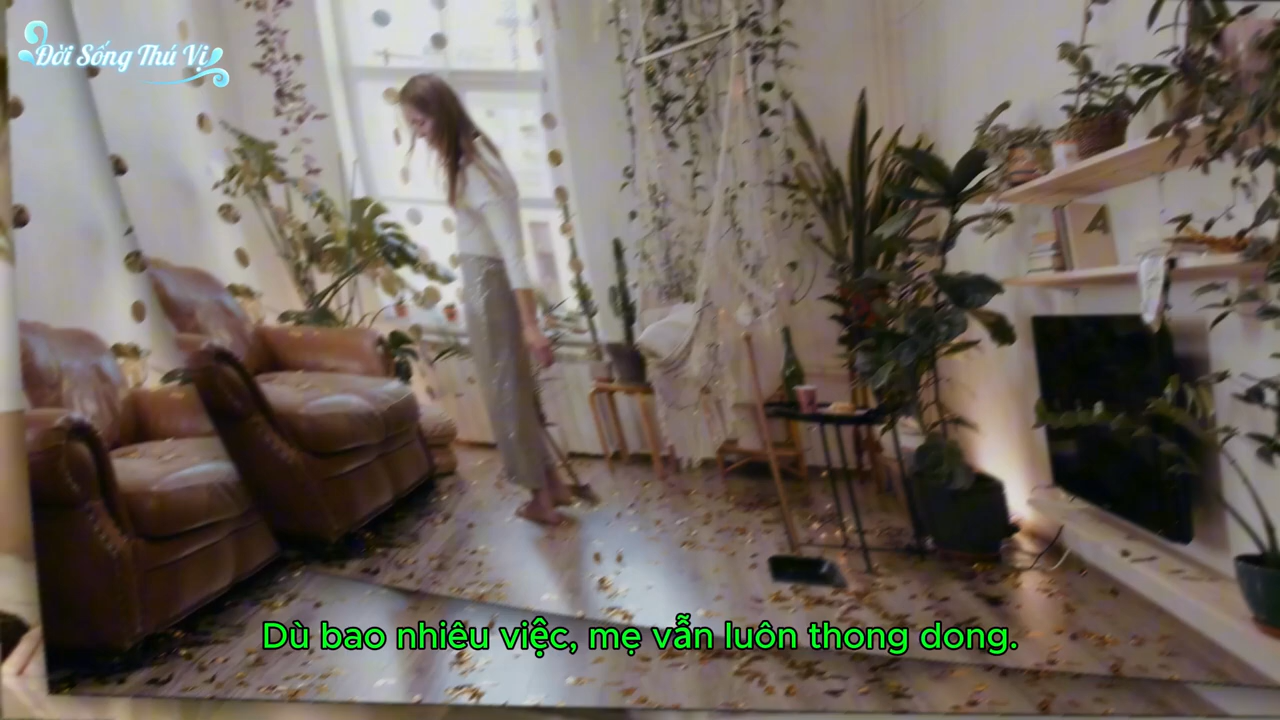 Đời Sống Thú Vị
Dù bao nhiêu việc, mẹ vẫn luôn thong dong.
A